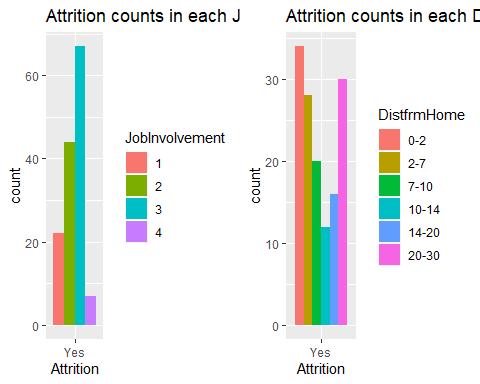 Attrition counts in each J
count
60
40
20
0
Yes
Attrition
JobInvolvement
1
2
3
4
Attrition counts in each D
count
30
20
10
0
Yes
Attrition
DistfrmHome
0-2
2-7
7-10
10-14
14-20
20-30